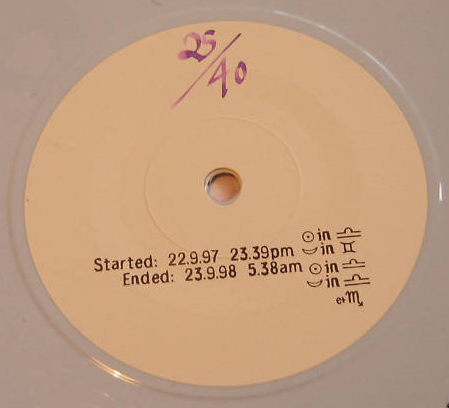 25/40
☉ in ♎
Started: 22.9.97 23.39pm ☽ in ♊
Ended: 23.9.98 5.38am ☉ in ♎
☽ in ♎
e+♏